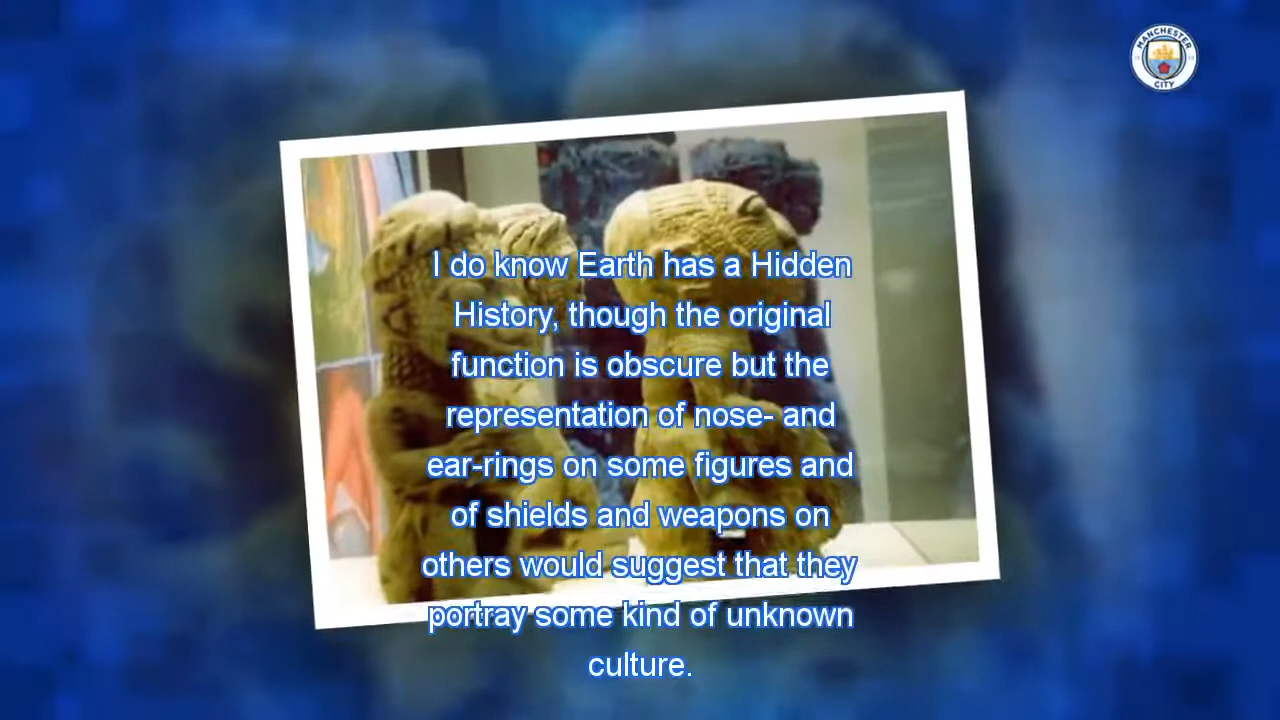 MANCHESTER
CITY
I do know Earth has a Hidden
History, though the original
function is obscure but the
representation of nose- and
ear-rings on some figures and
of shields and weapons on
others would suggest that they
portray some kind of unknown
culture.